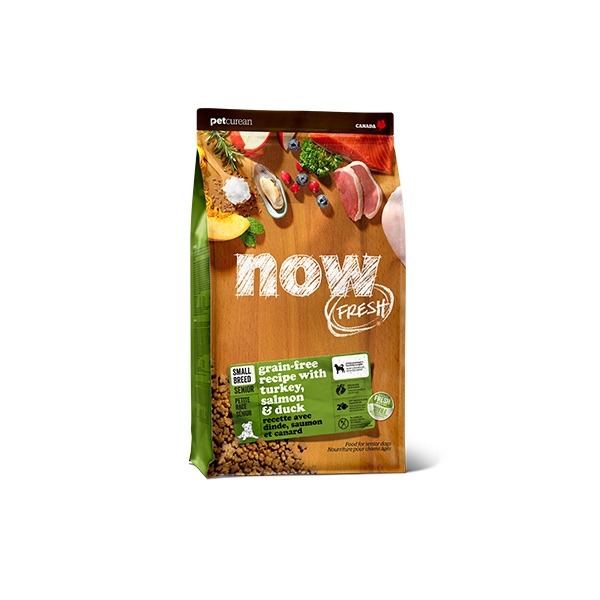 petcurean
CANADA
now
FRESH
SMALL
BREED
SENIOR
PETITE
RACE
SÉNIOR
grain-free
recipe with
turkey,
salmon
& duck
recette avec
dinde, saumon
et canard
FRESH
Food for senior dogs
Nourriture pour chiens âgés